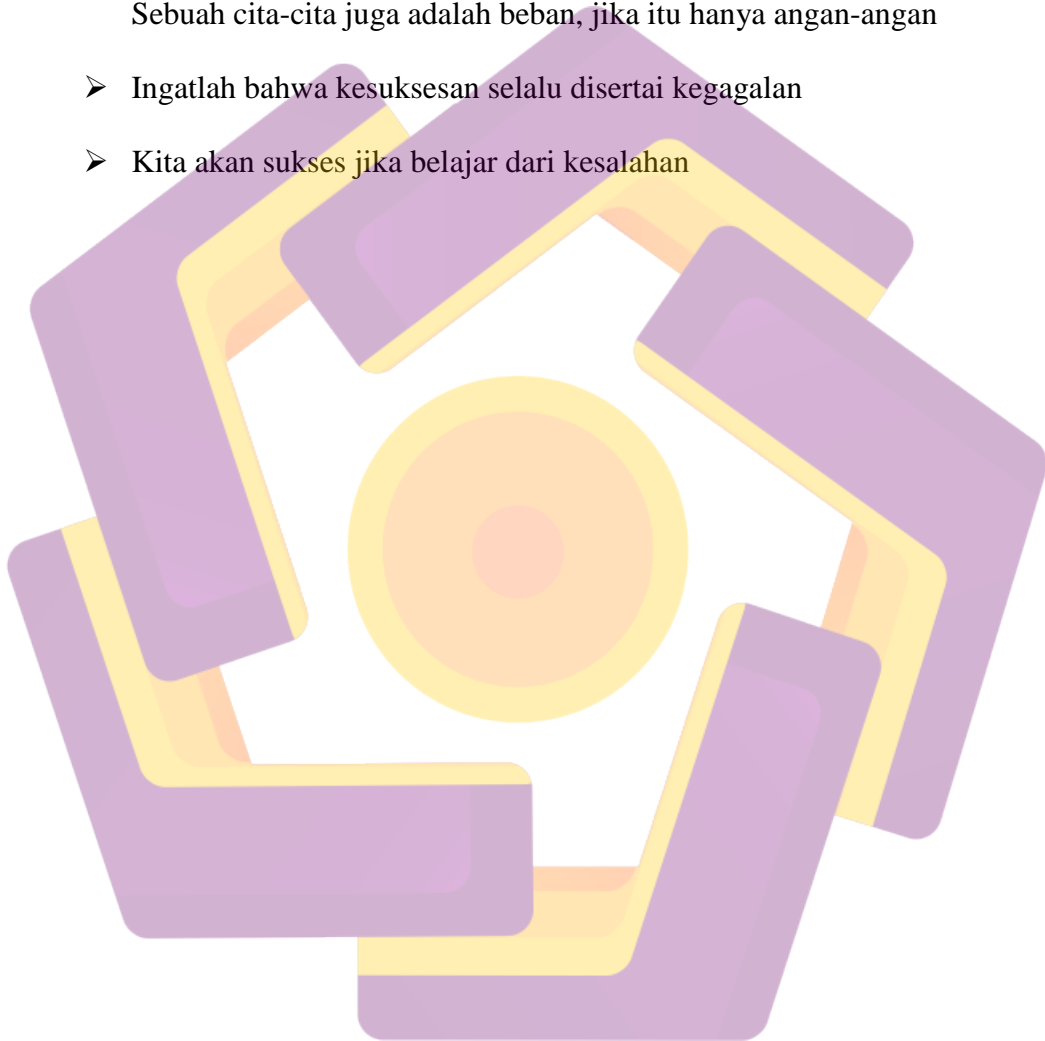 Sebuah cita-cita juga adalah beban, jika itu hanya angan-angan
➢ Ingatlah bahwa kesuksesan selalu disertai kegagalan
➢ Kita akan sukses jika belajar dari kesalahan